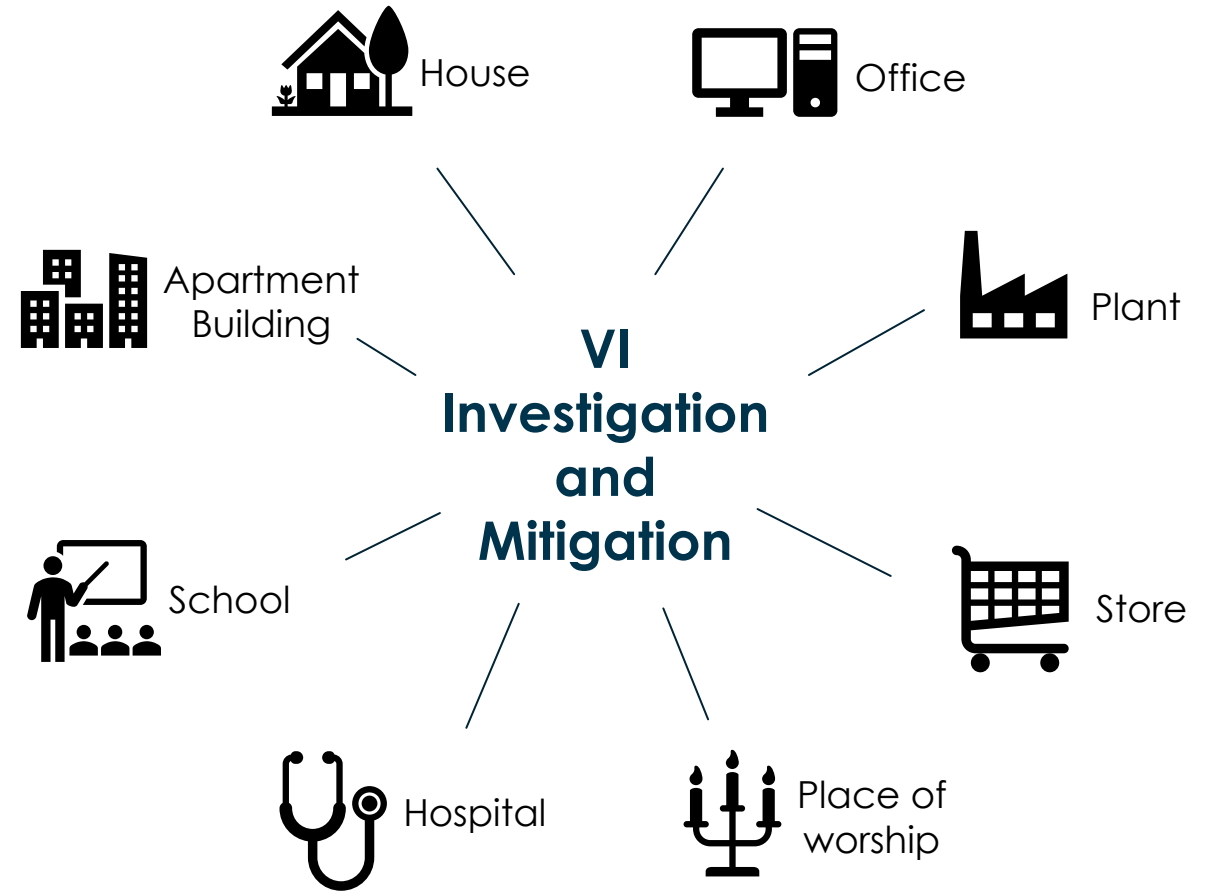 House
Office
Apartment
Building
Plant
VI
Investigation
and
Mitigation
School
Store
Hospital
Place of
worship